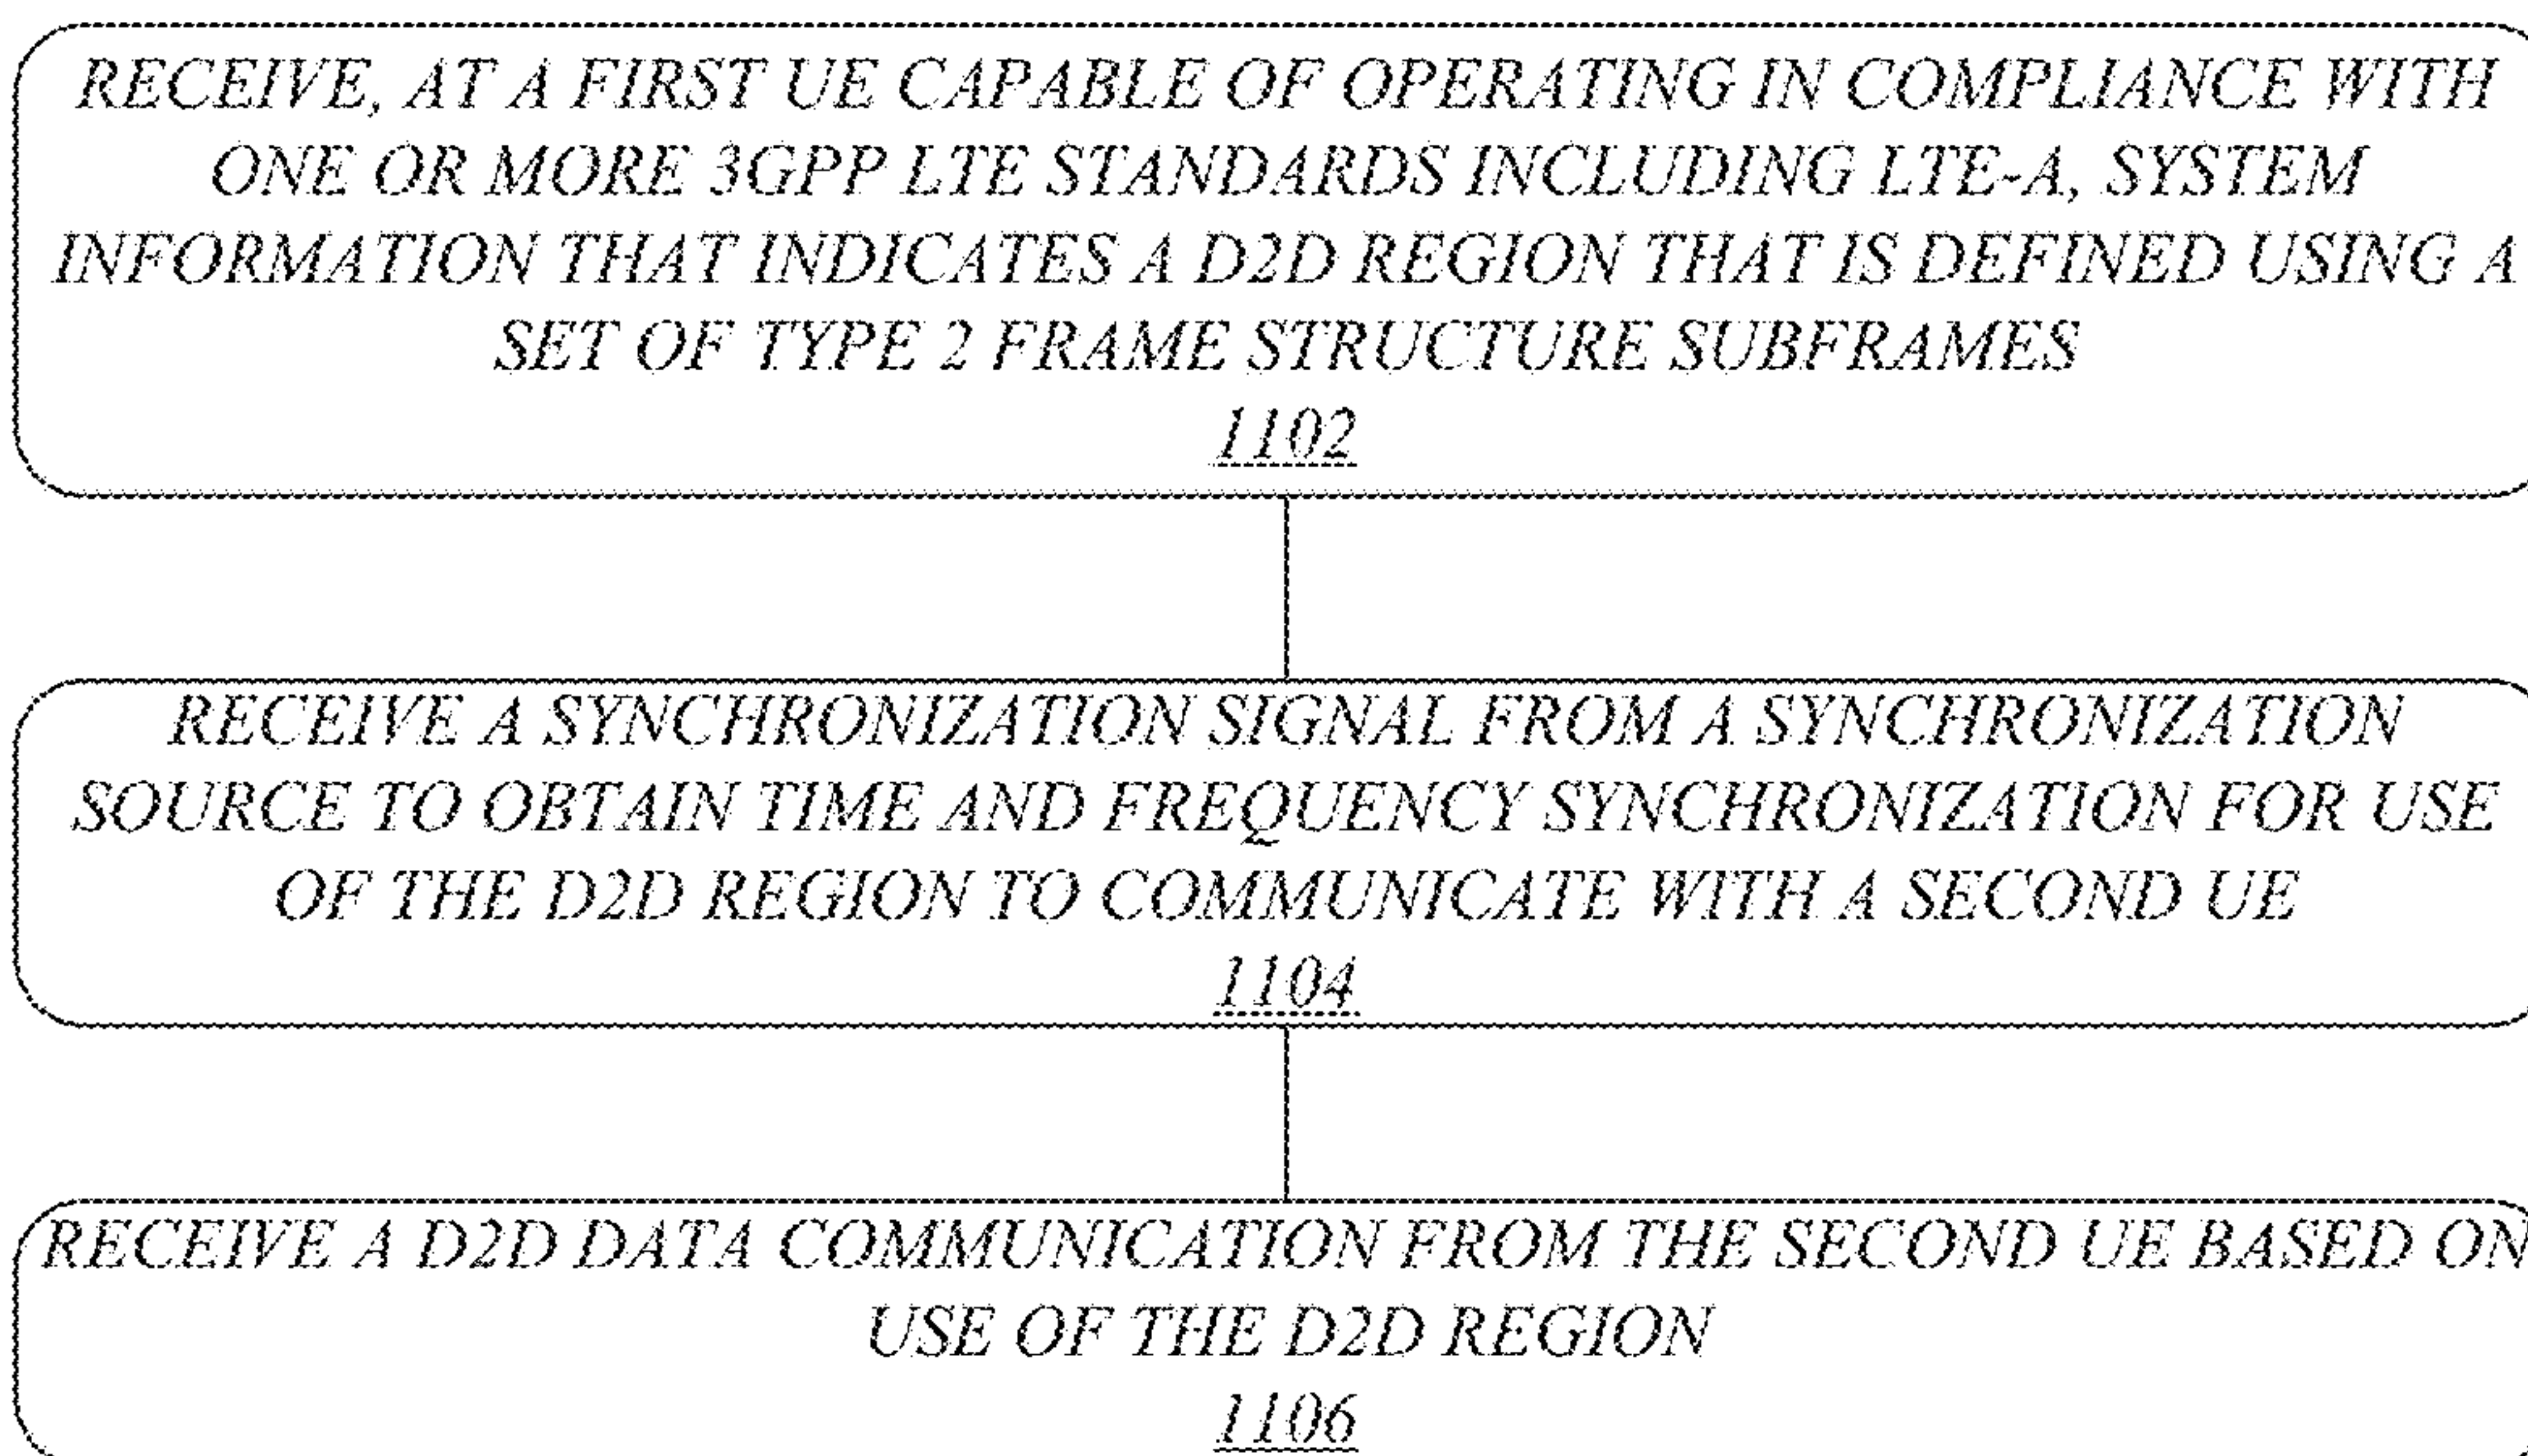 RECEIVE, AT A FIRST UE CAPABLE OF OPERATING IN COMPLIANCE WITH
ONE OR MORE 3GPP LTE STANDARDS INCLUDING LTE-A, SYSTEM
INFORMATION THAT INDICATES A D2D REGION THAT IS DEFINED USING A
SET OF TYPE 2 FRAME STRUCTURE SUBFRAMES
1102
RECEIVE A SYNCHRONIZATION SIGNAL FROM A SYNCHRONIZATION
SOURCE TO OBTAIN TIME AND FREQUENCY SYNCHRONIZATION FOR USE
OF THE D2D REGION TO COMMUNICATE WITH A SECOND UE
1104
RECEIVE A D2D DATA COMMUNICATION FROM THE SECOND UE BASED ON
USE OF THE D2D REGION
1106